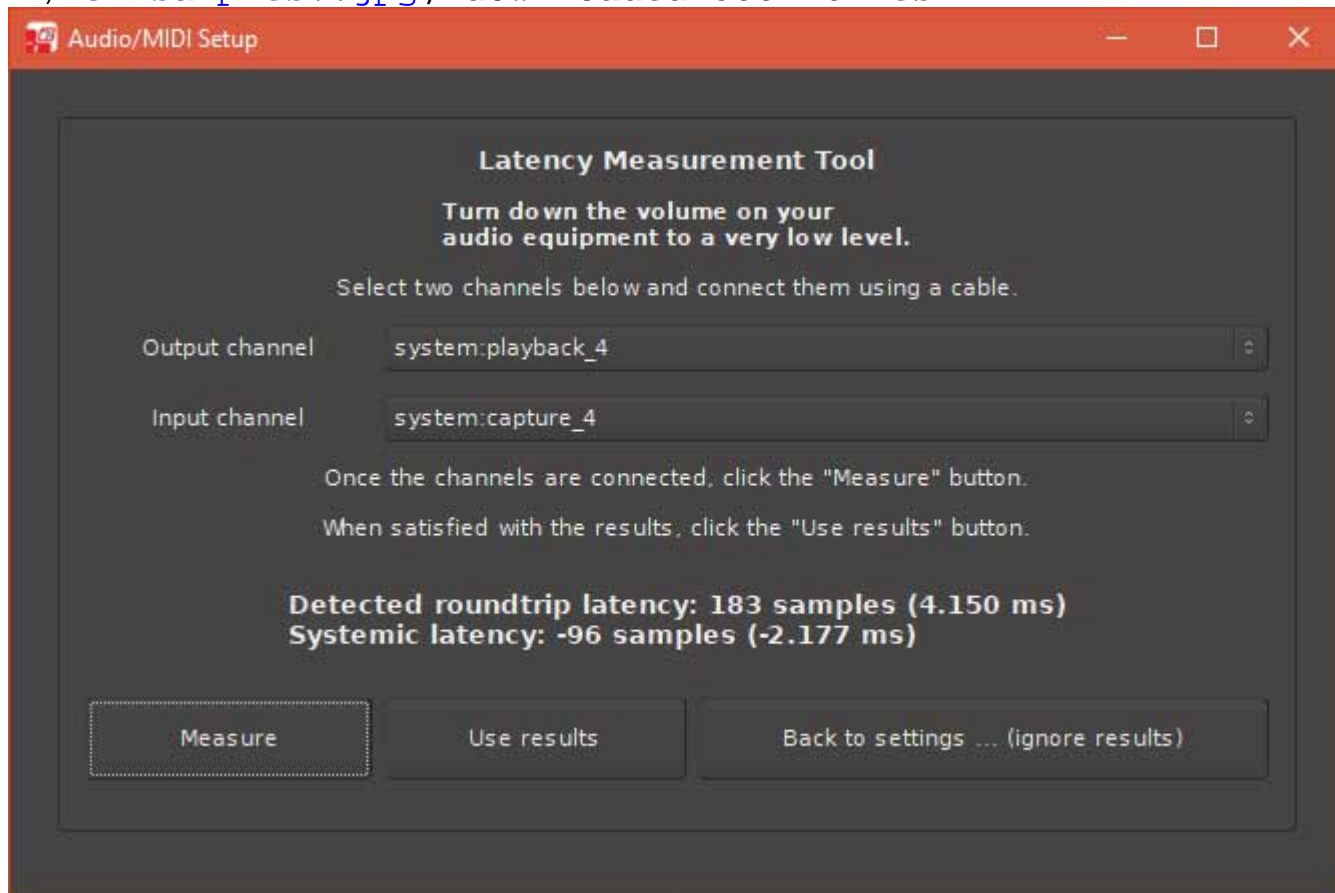 Audio/MIDI Setup
Latency Measurement Tool
Turn down the volume on your
audio equipment to a very low level.
Select two channels below and connect them using a cable.
Output channel system:playback_4
Input channel system:capture_4
Once the channels are connected, click the "Measure" button.
When satisfied with the results, click the "Use results" button.
Detected roundtrip latency: 183 samples (4.150 ms)
Systemic latency: -96 samples (-2.177 ms)
Measure Use results Back to settings ... (ignore results)